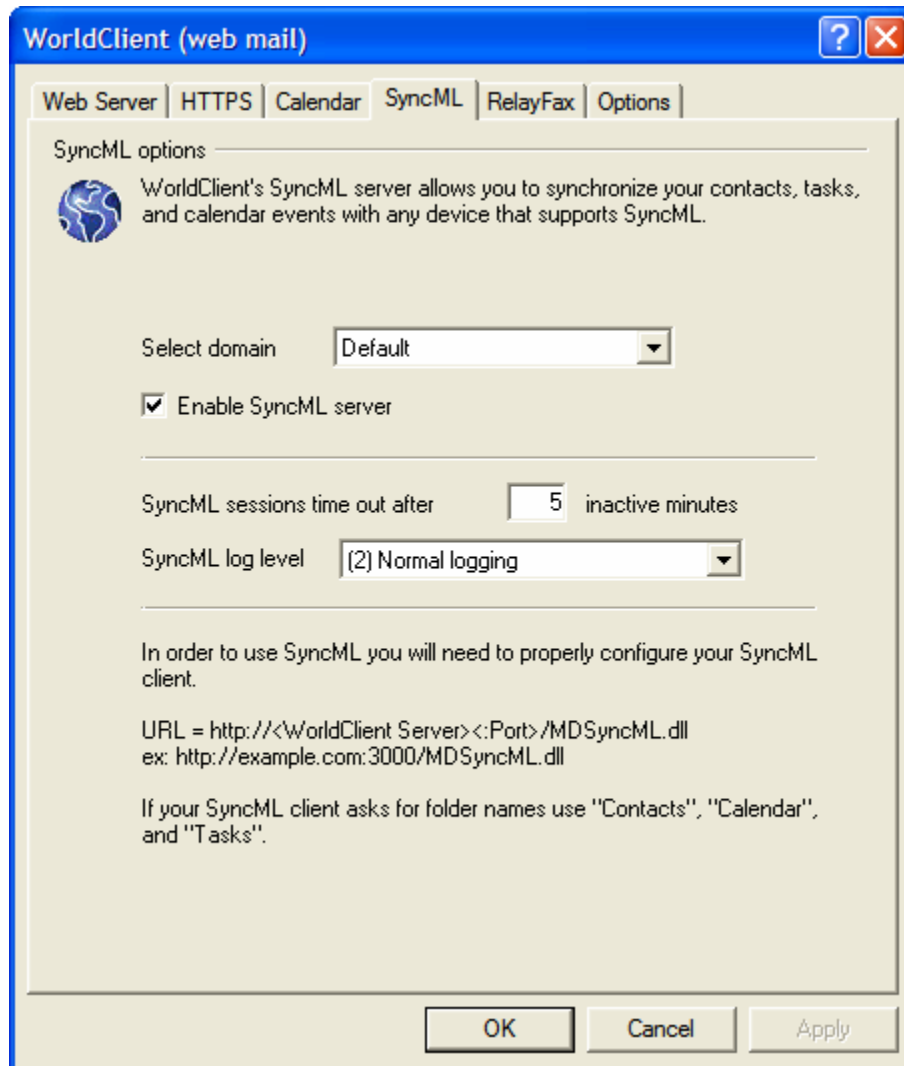 WorldClient (web mail)
Web Server HTTPS Calendar SyncML RelayFax Options
SyncML options
WorldClient's SyncML server allows you to synchronize your contacts, tasks,
and calendar events with any device that supports SyncML.
Select domain Default
Enable SyncML server
SyncML sessions time out after 5 inactive minutes
SyncML log level (2) Normal logging
In order to use SyncML you will need to properly configure your SyncML
client.
URL = http://<WorldClient Server><:Port>/MDSyncML.dll
ex: http://example.com:3000/MDSyncML.dll
If your SyncML client asks for folder names use "Contacts", "Calendar",
and "Tasks".
OK Cancel Apply